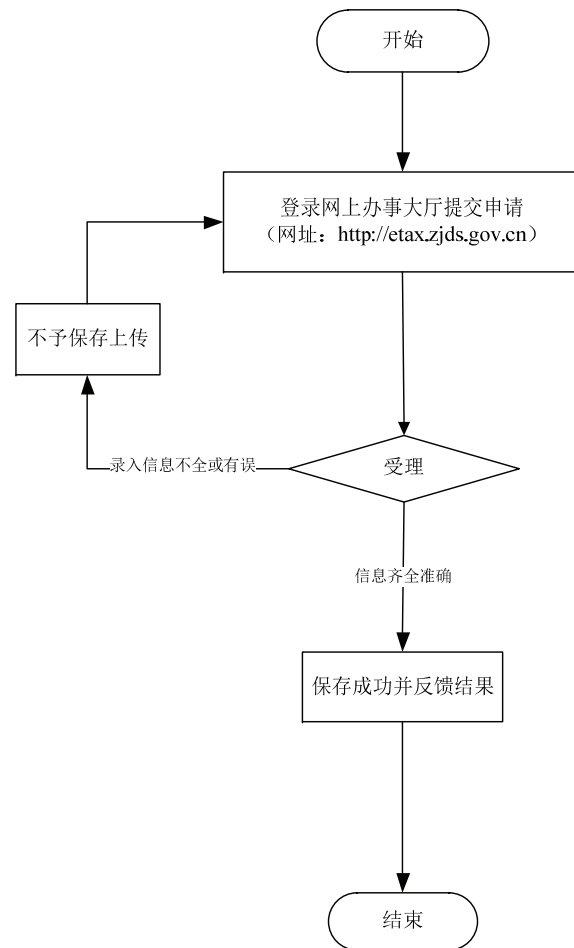 开始
登录网上办事大厅提交申请
（网址：http://etax.zjds.gov.cn）
不予保存上传
录入信息不全或有误
受理
信息齐全准确
保存成功并反馈结果
结束